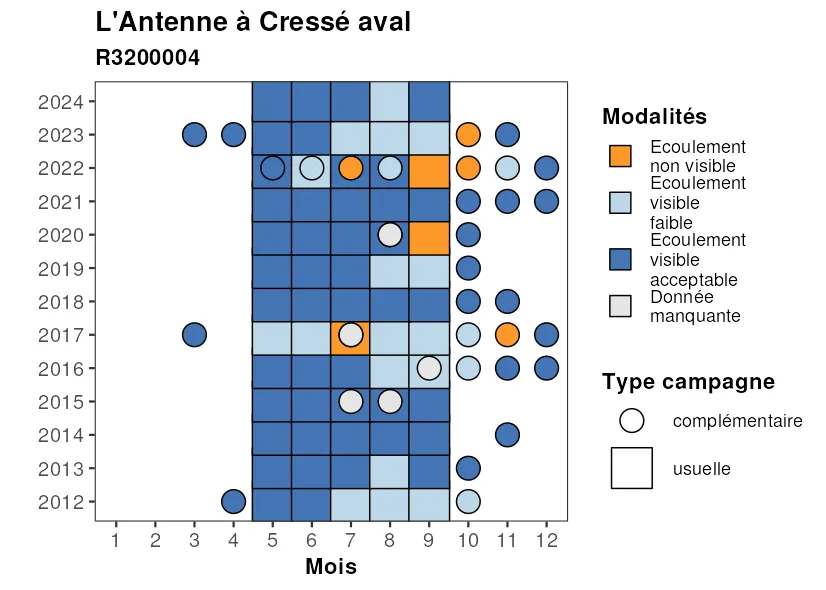 L'Antenne à Cressé aval
R3200004
2024
2023
2022
2021
2020
2019
2018
2017
2016
2015
2014
2013
2012
1 2 3 4 5 6 7 8 9 10 11 12
Mois
Modalités
Ecoulement
non visible
Ecoulement
visible
faible
Ecoulement
visible
acceptable
Donnée
manquante
Type campagne
complémentaire
usuelle